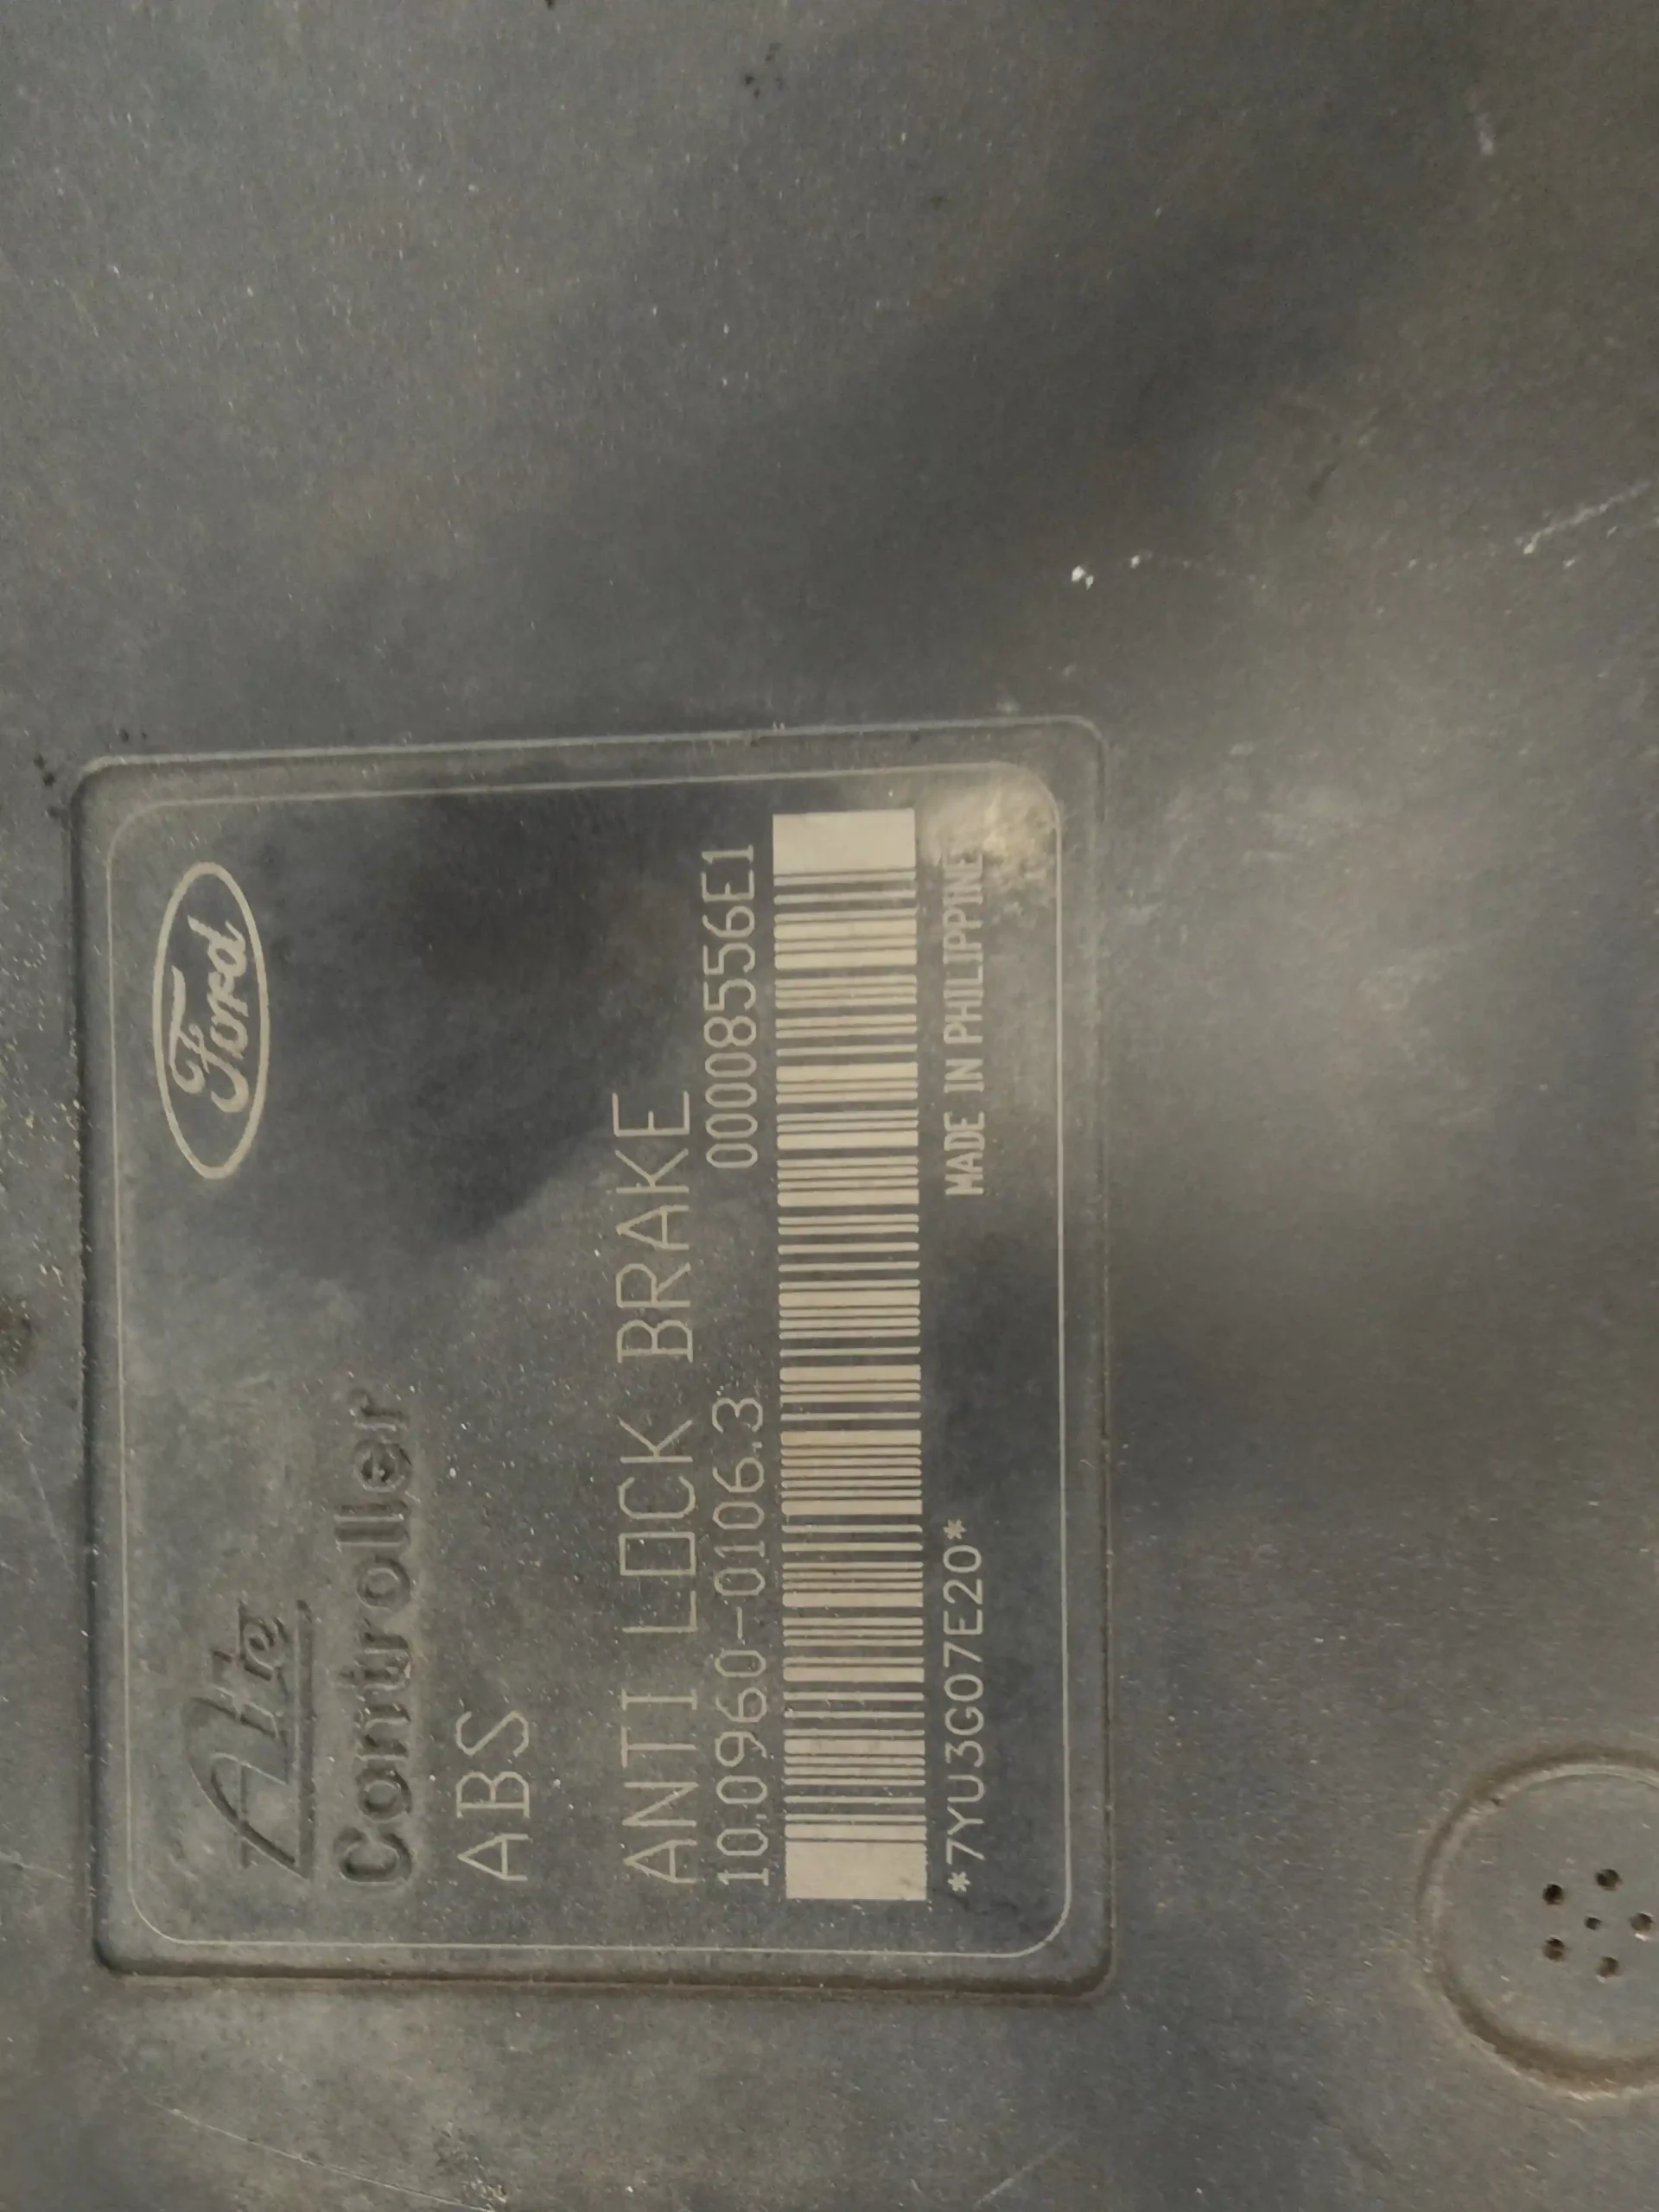 Ate
Ford
Controller
ABS
ANTI LOCK BRAKE
10.0960-0106.3 00008556E1
*7YU3G07E20* MADE IN PHILIPPINE